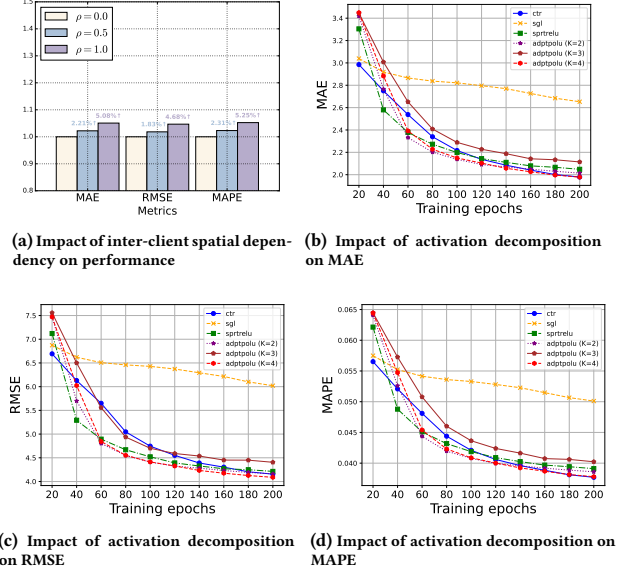 1.5
1.4
1.3
1.2
1.1
1.0
0.9
0.8
ρ = 0.0
ρ = 0.5
ρ = 1.0
2.21%↑
5.08%↑
1.83%↑
4.68%↑
2.31%↑
5.25%↑
MAE RMSE MAPE
Metrics
(a) Impact of inter-client spatial depen-
dency on performance
MAE
3.4
3.2
3.0
2.8
2.6
2.4
2.2
2.0
ctr
sgl
sprtrelu
adptpolu (K=2)
adptpolu (K=3)
adptpolu (K=4)
20 40 60 80 100 120 140 160 180 200
Training epochs
(b) Impact of activation decomposition
on MAE
RMSE
7.5
7.0
6.5
6.0
5.5
5.0
4.5
4.0
ctr
sgl
sprtrelu
adptpolu (K=2)
adptpolu (K=3)
adptpolu (K=4)
20 40 60 80 100 120 140 160 180 200
Training epochs
(c) Impact of activation decomposition
on RMSE
MAPE
0.065
0.060
0.055
0.050
0.045
0.040
ctr
sgl
sprtrelu
adptpolu (K=2)
adptpolu (K=3)
adptpolu (K=4)
20 40 60 80 100 120 140 160 180 200
Training epochs
(d) Impact of activation decomposition on
MAPE